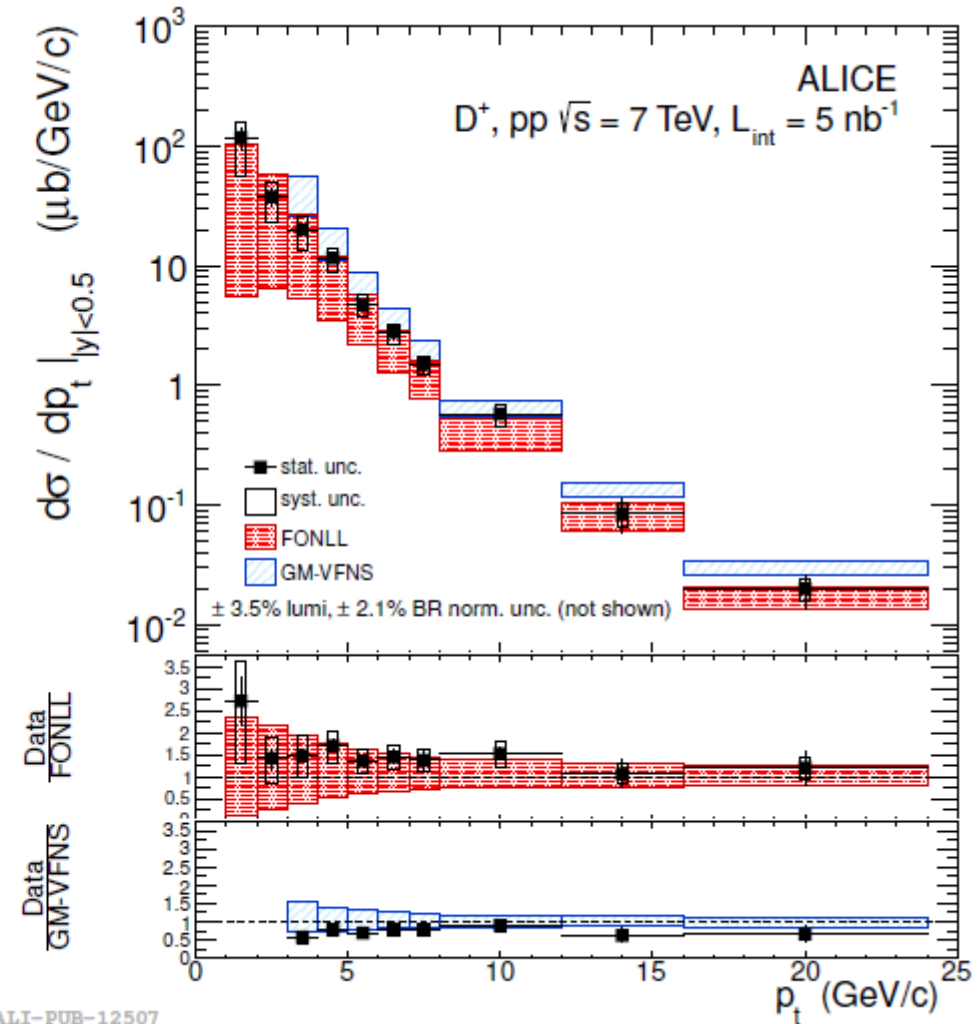 ALICE
D⁺, pp √s = 7 TeV, L_int = 5 nb⁻¹
dσ / dp_t |_|y|<0.5 (μb/GeV/c)
10³
10²
10
1
10⁻¹
10⁻²
stat. unc.
syst. unc.
FONLL
GM-VFNS
± 3.5% lumi, ± 2.1% BR norm. unc. (not shown)
Data
FONLL
3.5
3
2.5
2
1.5
1
0.5
0
Data
GM-VFNS
3.5
3
2.5
2
1.5
1
0.5
0
0 5 10 15 20 25
p_t (GeV/c)
ALI-PUB-12507